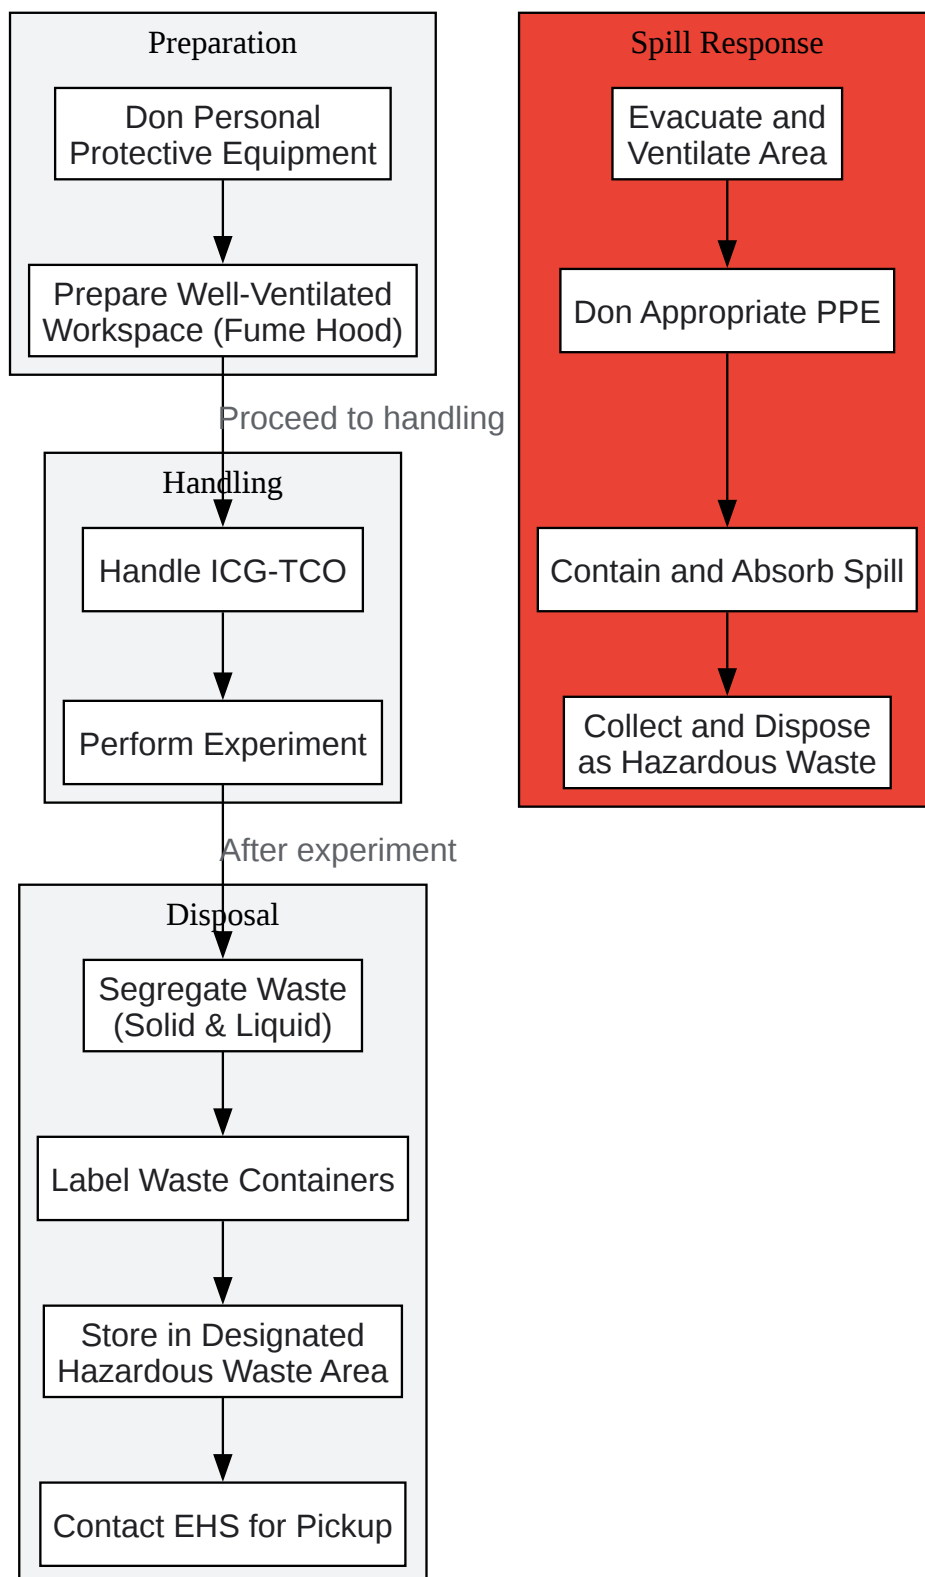 Preparation
Don Personal
Protective Equipment
Prepare Well-Ventilated
Workspace (Fume Hood)
Proceed to handling
Handling
Handle ICG-TCO
Perform Experiment
After experiment
Disposal
Segregate Waste
(Solid & Liquid)
Label Waste Containers
Store in Designated
Hazardous Waste Area
Contact EHS for Pickup
Spill Response
Evacuate and
Ventilate Area
Don Appropriate PPE
Contain and Absorb Spill
Collect and Dispose
as Hazardous Waste